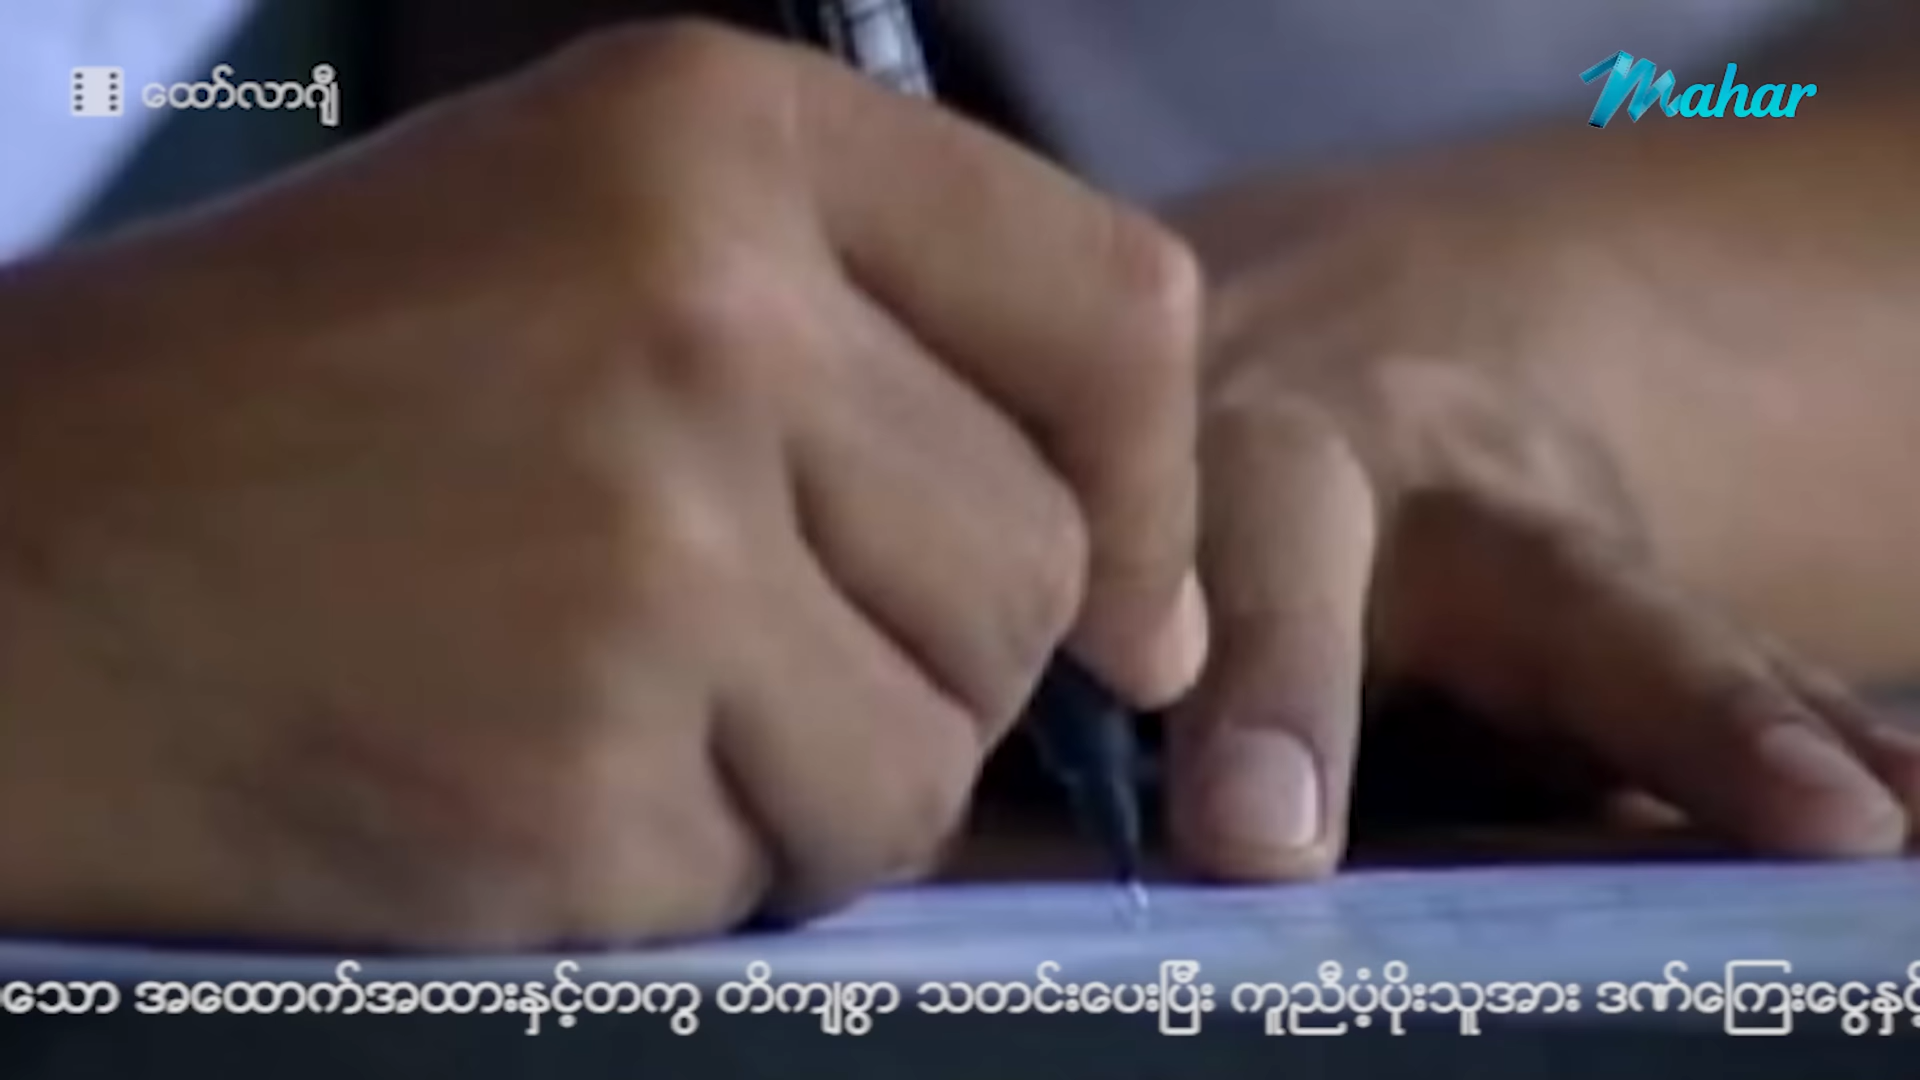 ထော်လာဂျီ
Mahar
သော အထောက်အထားနှင့်တကွ တိကျစွာ သတင်းပေးပြီး ကူညီပံ့ပိုးသူအား ဒဏ်ကြေးငွေနှင့်